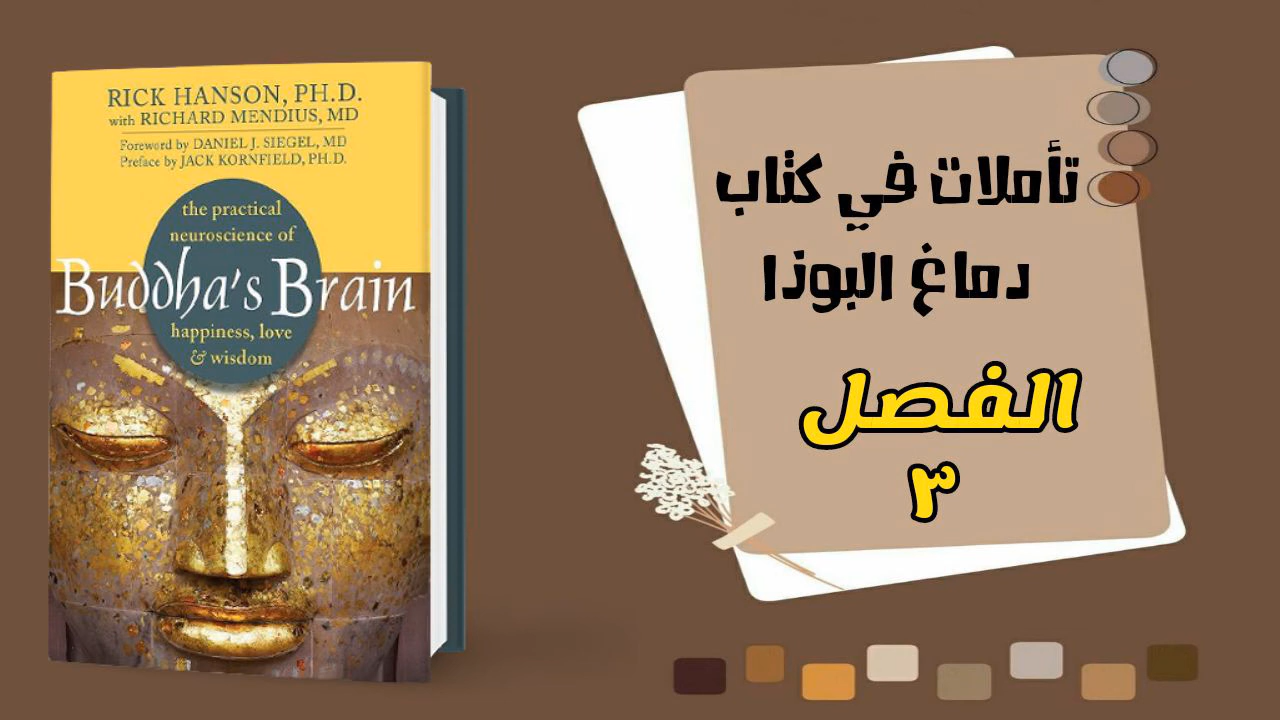 RICK HANSON, PH.D.
with RICHARD MENDIUS, MD
Foreword by DANIEL J. SIEGEL, MD
Preface by JACK KORNFIELD, PH.D.
the practical
neuroscience of
Buddha's Brain
happiness, love
& wisdom
تأملات في كتاب
دماغ البوذا
الفصل
٣